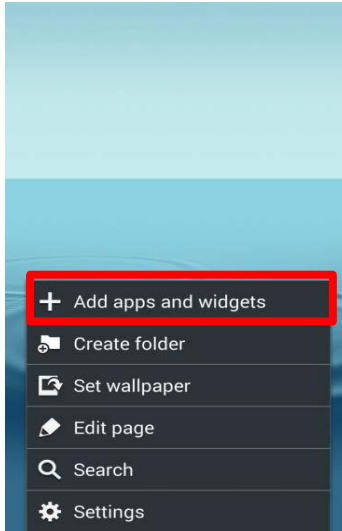 Add apps and widgets
Create folder
Set wallpaper
Edit page
Search
Settings